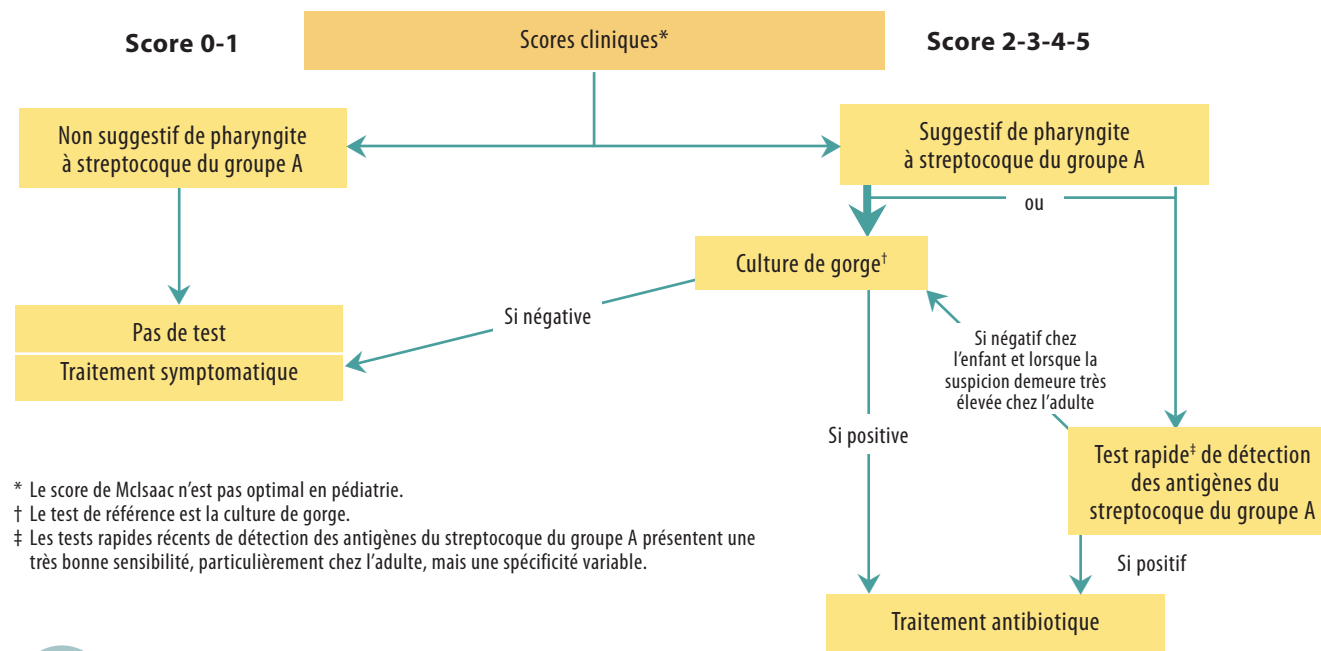 Score 0-1
Scores cliniques*
Score 2-3-4-5
Non suggestif de pharyngite
à streptocoque du groupe A
Suggestif de pharyngite
à streptocoque du groupe A
ou
Culture de gorge†
Si négative
Pas de test
Traitement symptomatique
Si négatif chez
l'enfant et lorsque la
suspicion demeure très
élevée chez l'adulte
Si positive
Test rapide‡ de détection
des antigènes du
streptocoque du groupe A
Si positif
Traitement antibiotique
* Le score de McIsaac n'est pas optimal en pédiatrie.
† Le test de référence est la culture de gorge.
‡ Les tests rapides récents de détection des antigènes du streptocoque du groupe A présentent une
très bonne sensibilité, particulièrement chez l'adulte, mais une spécificité variable.